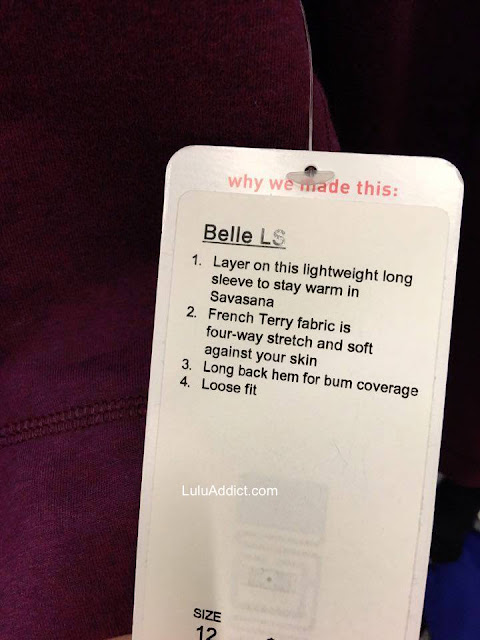 why we made this:
Belle LS
1. Layer on this lightweight long
sleeve to stay warm in
Savasana
2. French Terry fabric is
four-way stretch and soft
against your skin
3. Long back hem for bum coverage
4. Loose fit
LuluAddict.com
SIZE
12